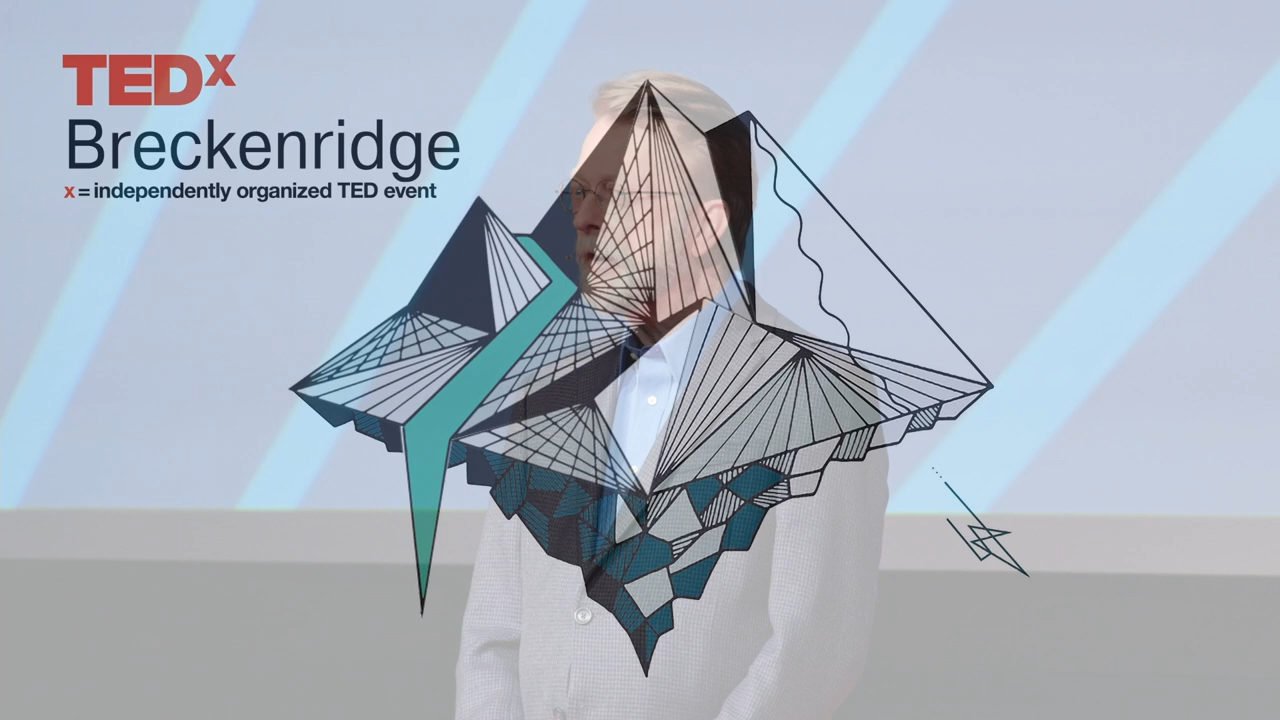 TEDx
Breckenridge
x = independently organized TED event